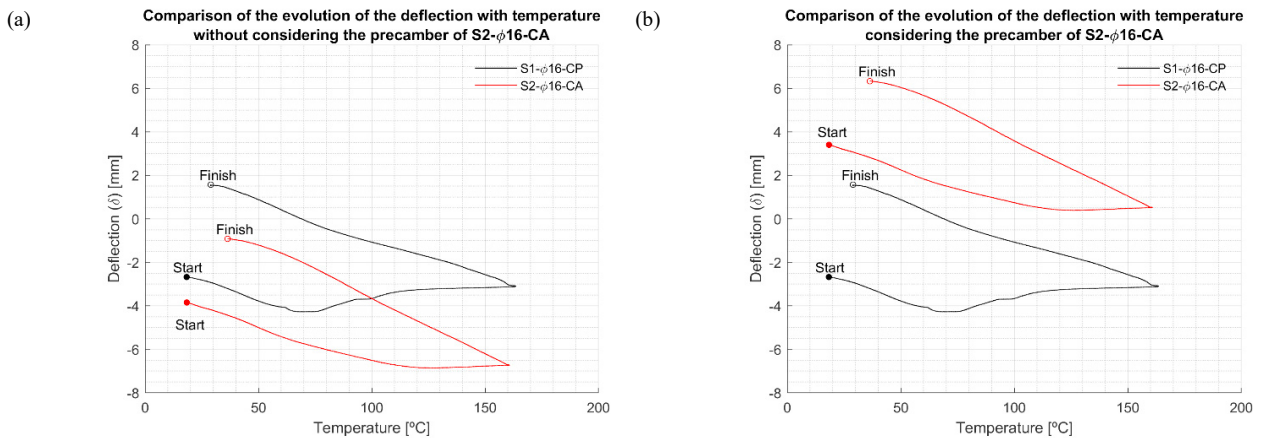 (a)
Comparison of the evolution of the deflection with temperature
without considering the precamber of S2-ϕ16-CA
8
6
4
2
0
-2
-4
-6
-8
Deflection (δ) [mm]
S1-ϕ16-CP
S2-ϕ16-CA
Finish
Finish
Start
Start
0
50
100
150
200
Temperature [ºC]
(b)
Comparison of the evolution of the deflection with temperature
considering the precamber of S2-ϕ16-CA
8
6
4
2
0
-2
-4
-6
-8
Deflection (δ) [mm]
S1-ϕ16-CP
S2-ϕ16-CA
Finish
Start
Finish
Start
0
50
100
150
200
Temperature [ºC]